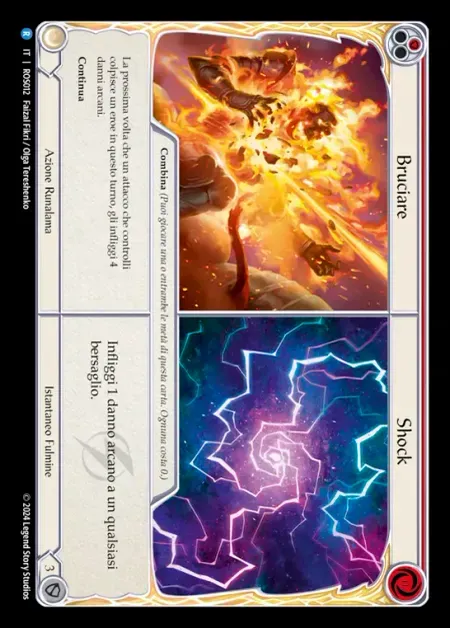 Bruciare
Combina (Puoi giocare una o entrambe le metà di questa carta. Ognuna costa 0.)
La prossima volta che un attacco che controlli
colpisce un eroe in questo turno, gli infliggi 4
danni arcani.
Continua
Azione Runalama
Shock
Infliggi 1 danno arcano a un qualsiasi
bersaglio.
Istantaneo Fulmine
3
R IT | ROS012 Faizal Fikri / Olga Tereshenko
© 2024 Legend Story Studios